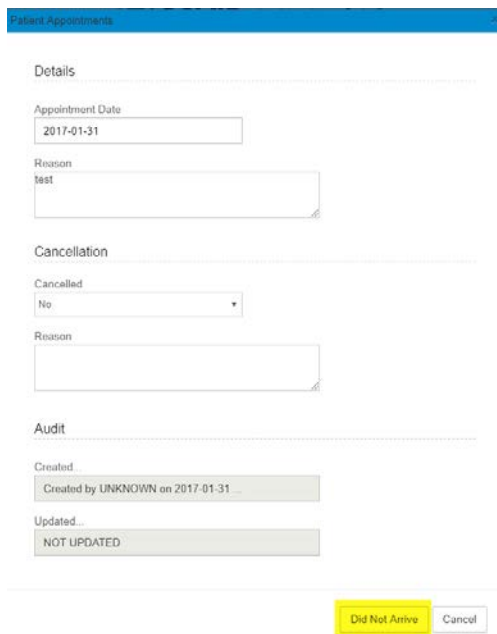 Patient Appointments
Details
Appointment Date
2017-01-31
Reason
test
Cancellation
Cancelled
No
Reason
Audit
Created...
Created by UNKNOWN on 2017-01-31 ...
Updated...
NOT UPDATED
Did Not Arrive Cancel